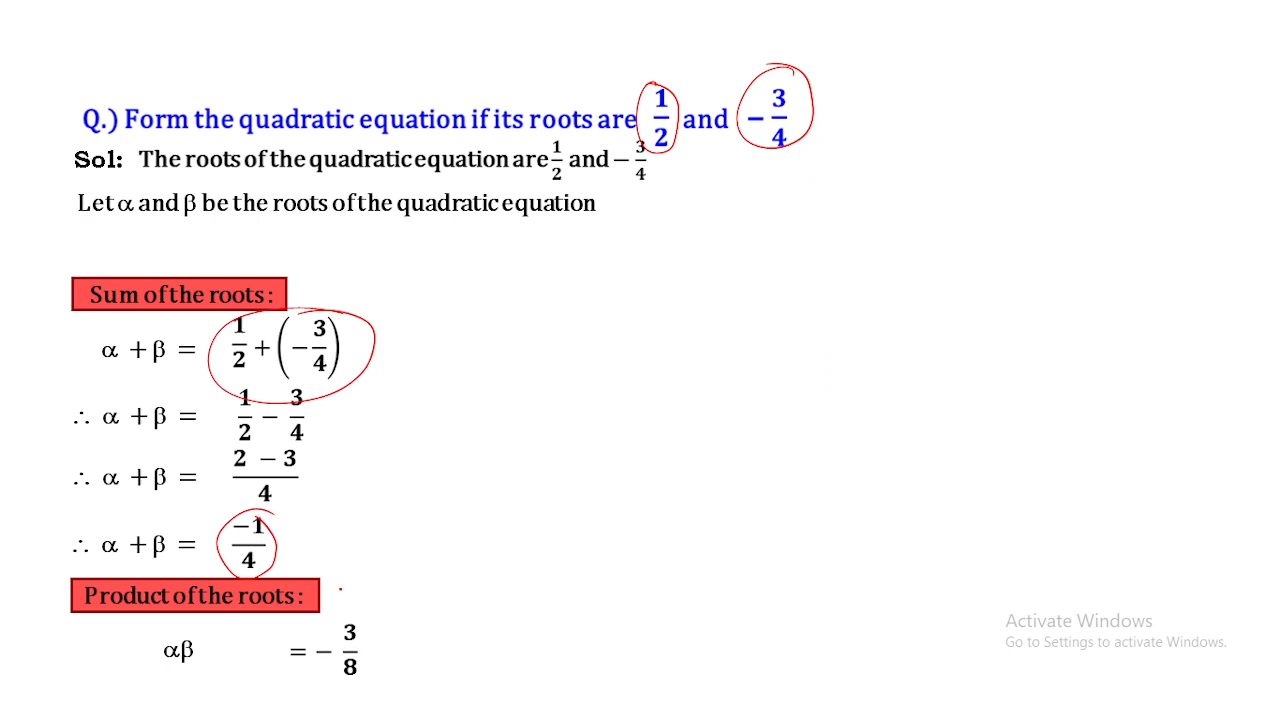 Q.) Form the quadratic equation if its roots are 1/2 and − 3/4
Sol: The roots of the quadratic equation are 1/2 and − 3/4
Let α and β be the roots of the quadratic equation
Sum of the roots :
α + β = 1/2 + (− 3/4)
∴ α + β = 1/2 − 3/4
∴ α + β = 2 − 3/4
∴ α + β = −1/4
Product of the roots :
αβ = − 3/8
Activate Windows
Go to Settings to activate Windows.